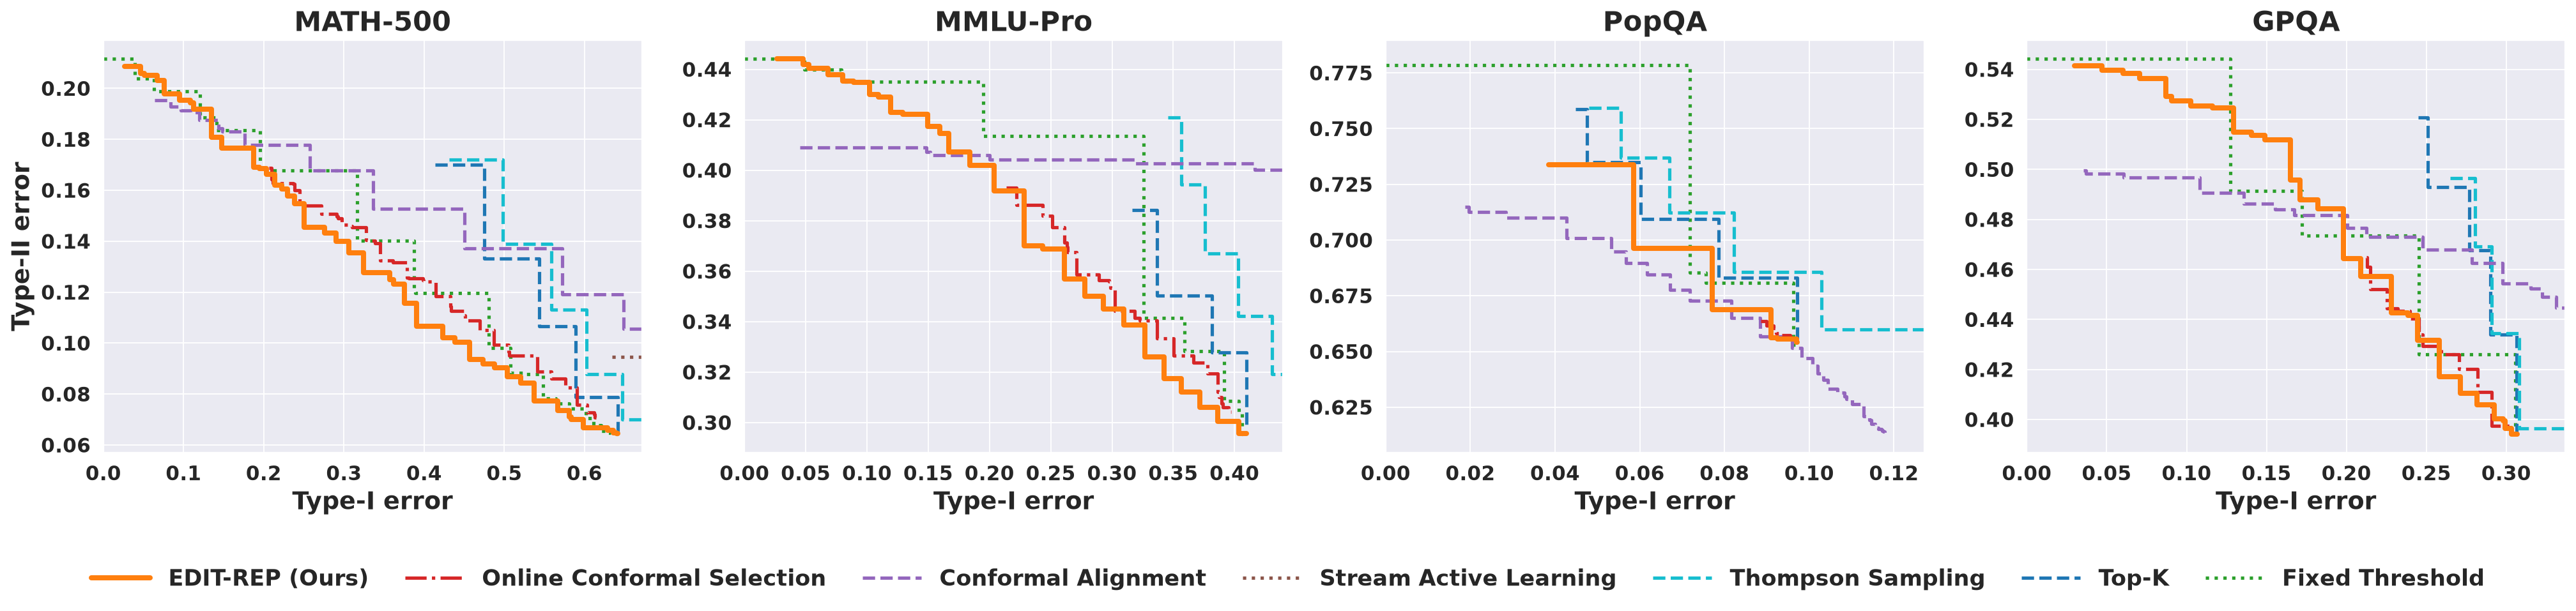 MATH-500 MMLU-Pro PopQA GPQA
Type-II error
0.20
0.18
0.16
0.14
0.12
0.10
0.08
0.06
0.0 0.1 0.2 0.3 0.4 0.5 0.6
Type-I error
0.44
0.42
0.40
0.38
0.36
0.34
0.32
0.30
0.00 0.05 0.10 0.15 0.20 0.25 0.30 0.35 0.40
Type-I error
0.775
0.750
0.725
0.700
0.675
0.650
0.625
0.00 0.02 0.04 0.06 0.08 0.10 0.12
Type-I error
0.54
0.52
0.50
0.48
0.46
0.44
0.42
0.40
0.00 0.05 0.10 0.15 0.20 0.25 0.30
Type-I error
EDIT-REP (Ours) Online Conformal Selection Conformal Alignment Stream Active Learning Thompson Sampling Top-K Fixed Threshold